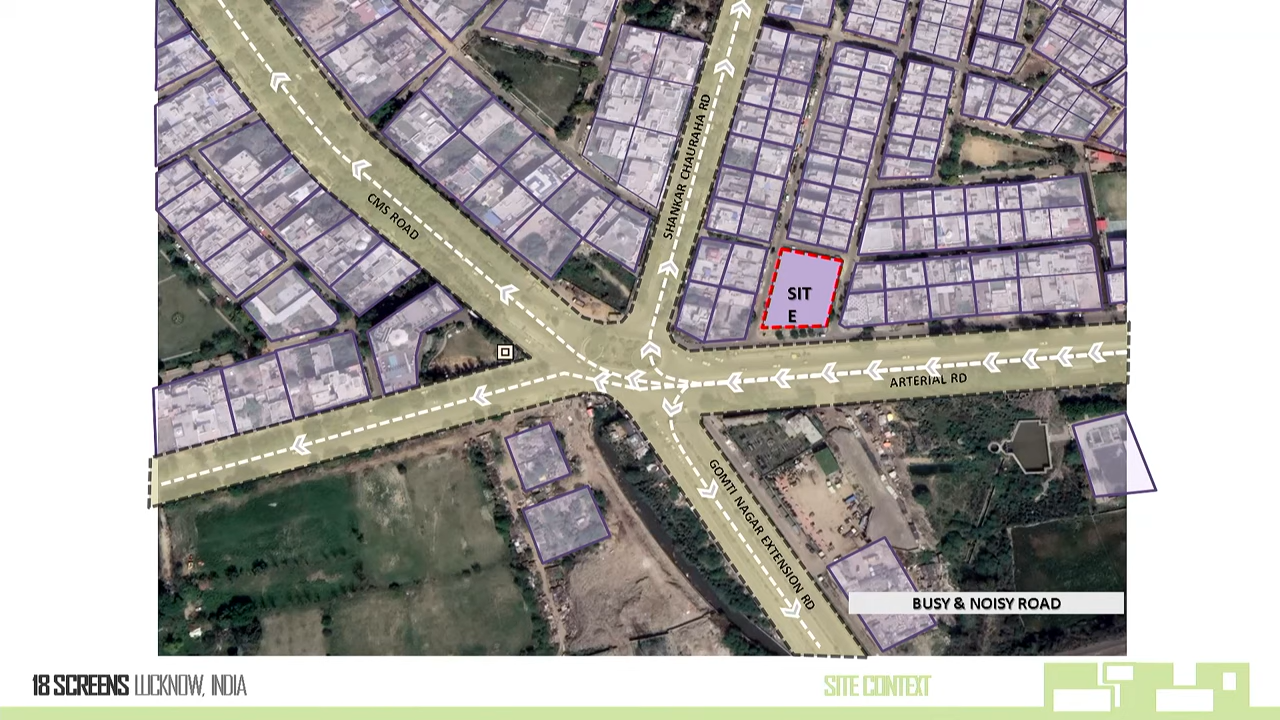 SHANKAR CHAURAHA RD
CMS ROAD
SIT
E
ARTERIAL RD
GOMTI NAGAR EXTENSION RD
BUSY & NOISY ROAD
18 SCREENS LUCKNOW, INDIA
SITE CONTEXT